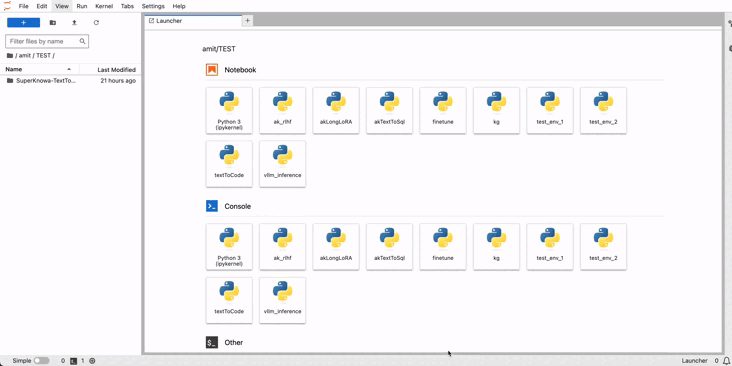 File Edit View Run Kernel Tabs Settings Help
+
Launcher
+
Filter files by name
/ amit / TEST /
Name Last Modified
SuperKnowa-TextTo... 21 hours ago
amit/TEST
Notebook
Python 3 (ipykernel)
ak_rlhf
akLongLoRA
akTextToSql
finetune
kg
test_env_1
test_env_2
textToCode
vllm_inference
Console
Python 3 (ipykernel)
ak_rlhf
akLongLoRA
akTextToSql
finetune
kg
test_env_1
test_env_2
textToCode
vllm_inference
$_ Other
Simple 0 1
Launcher 0